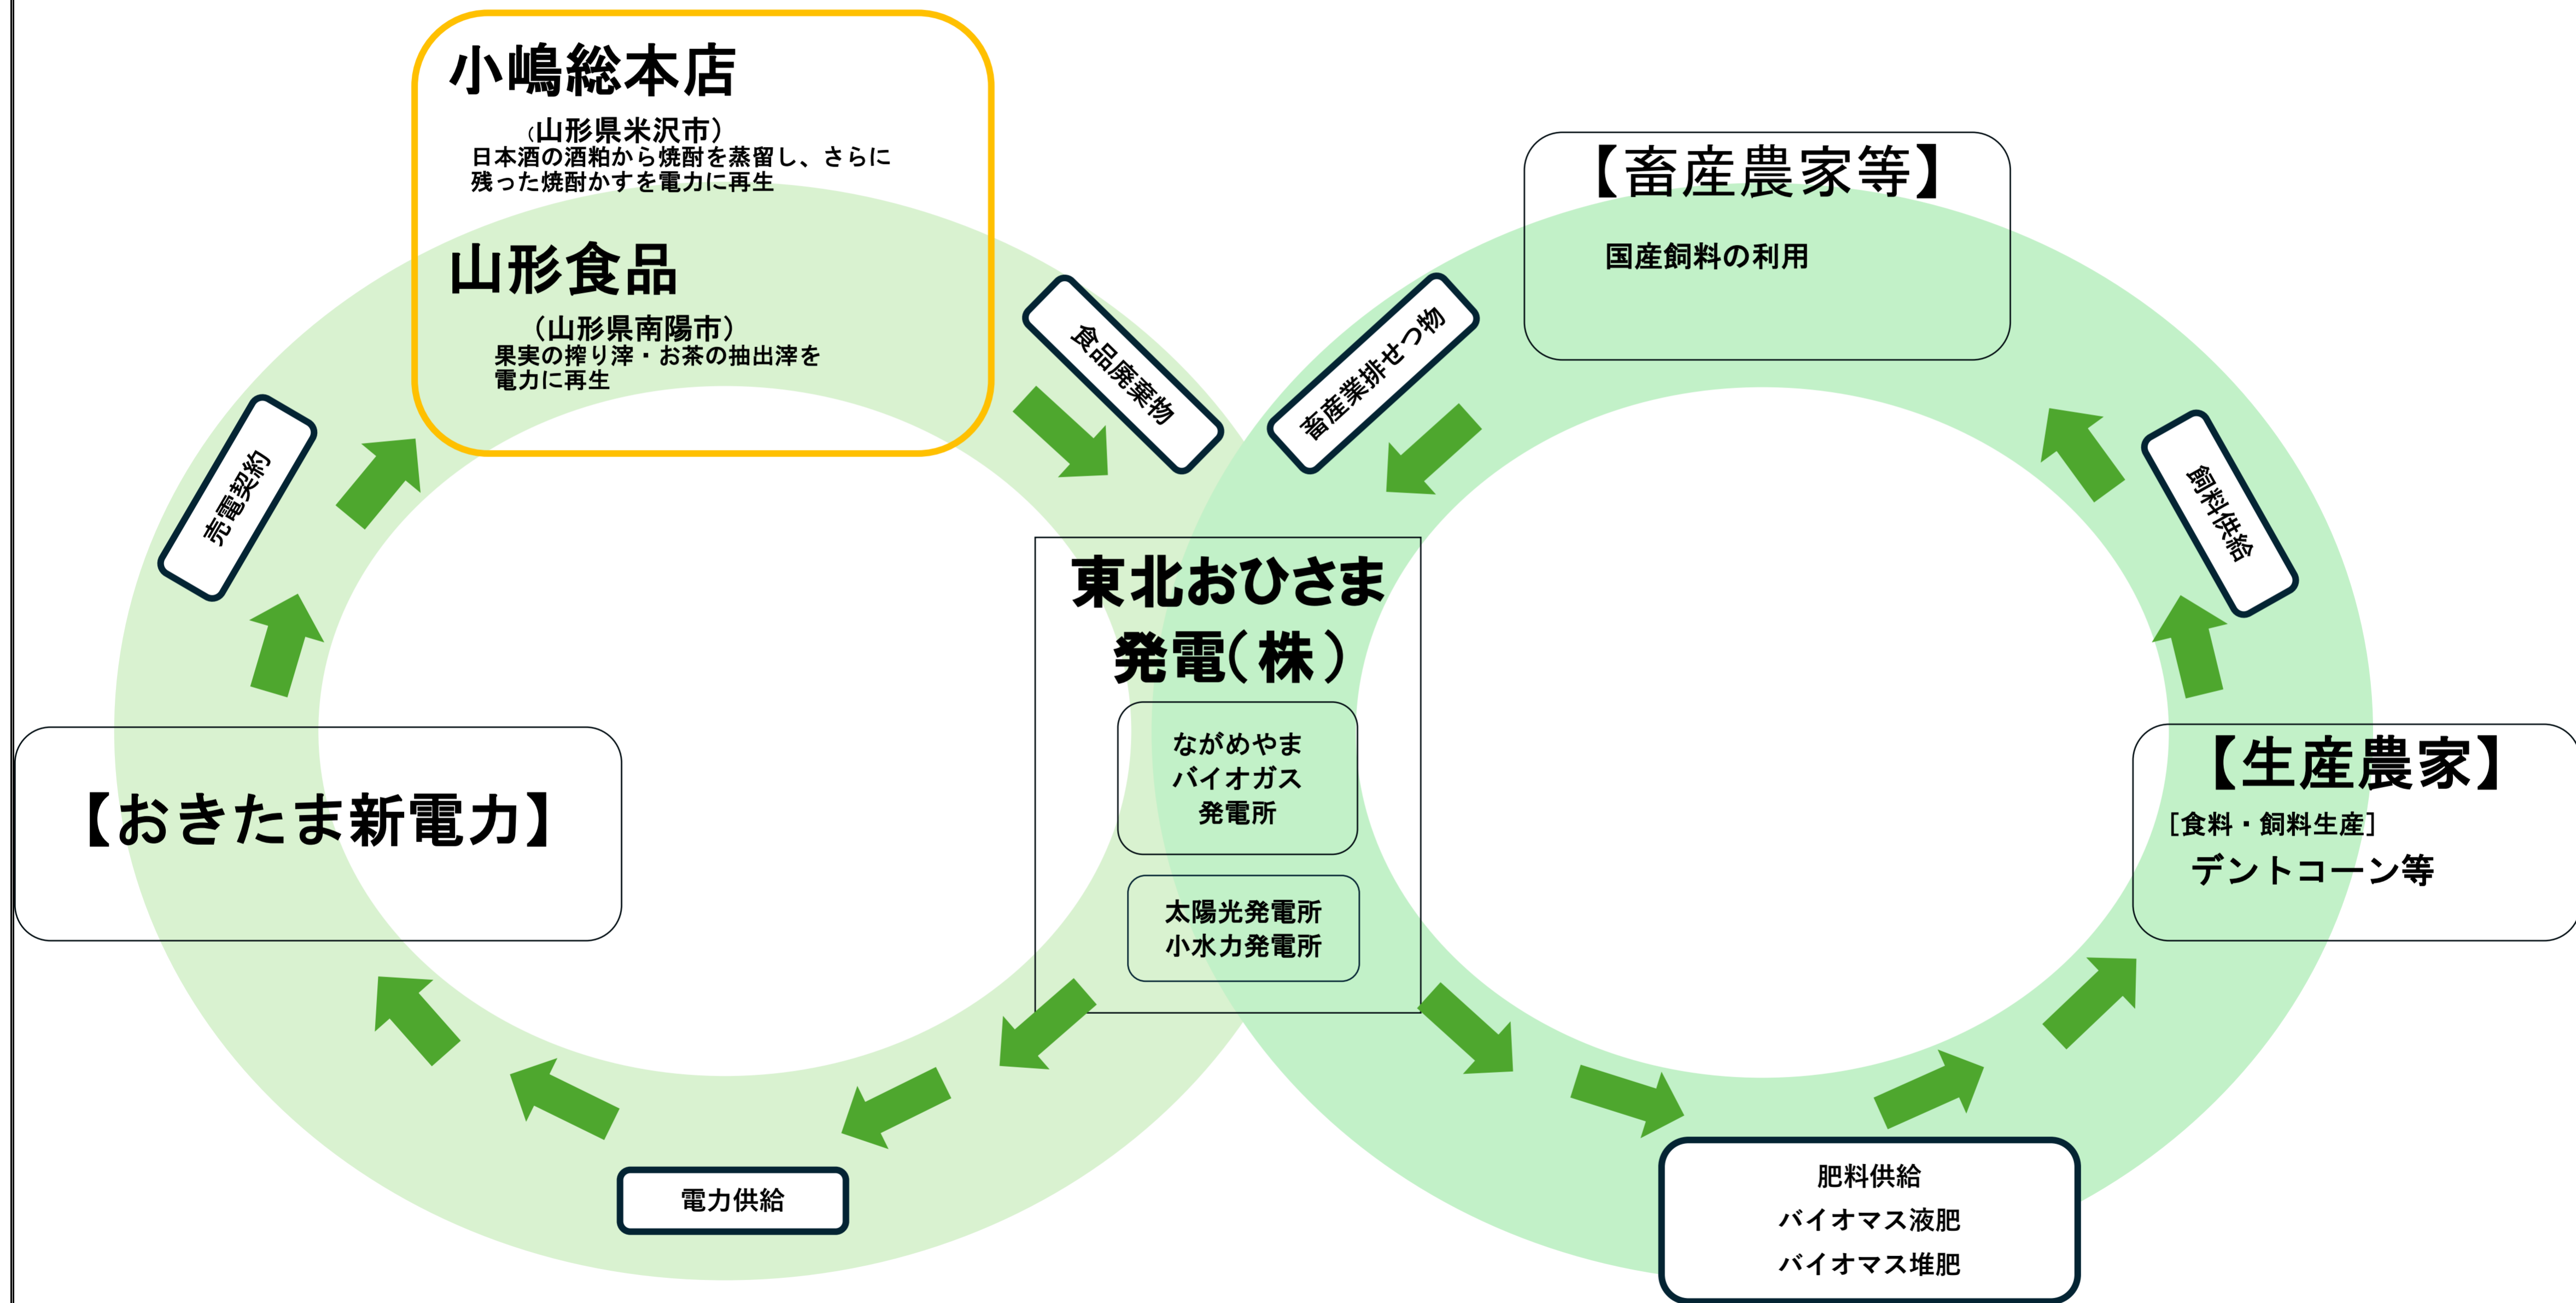 小嶋総本店
（山形県米沢市）
日本酒の酒粕から焼酎を蒸留し、さらに
残った焼酎かすを電力に再生
山形食品
（山形県南陽市）
果実の搾り滓・お茶の抽出滓を
電力に再生
食品廃棄物
売電契約
【おきたま新電力】
電力供給
東北おひさま
発電（株）
ながめやま
バイオガス
発電所
太陽光発電所
小水力発電所
畜産業排せつ物
【畜産農家等】
国産飼料の利用
飼料供給
【生産農家】
［食料・飼料生産］
デントコーン等
肥料供給
バイオマス液肥
バイオマス堆肥